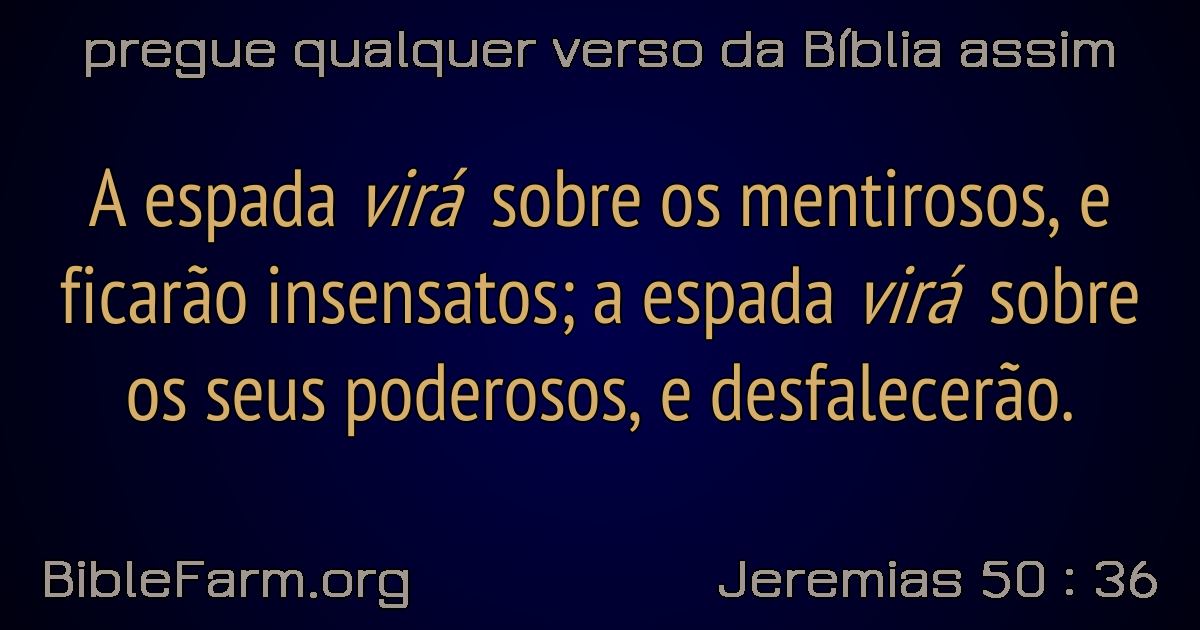 pregue qualquer verso da Bíblia assim
A espada virá sobre os mentirosos, e
ficarão insensatos; a espada virá sobre
os seus poderosos, e desfalecerão.
BibleFarm.org
Jeremias 50 : 36